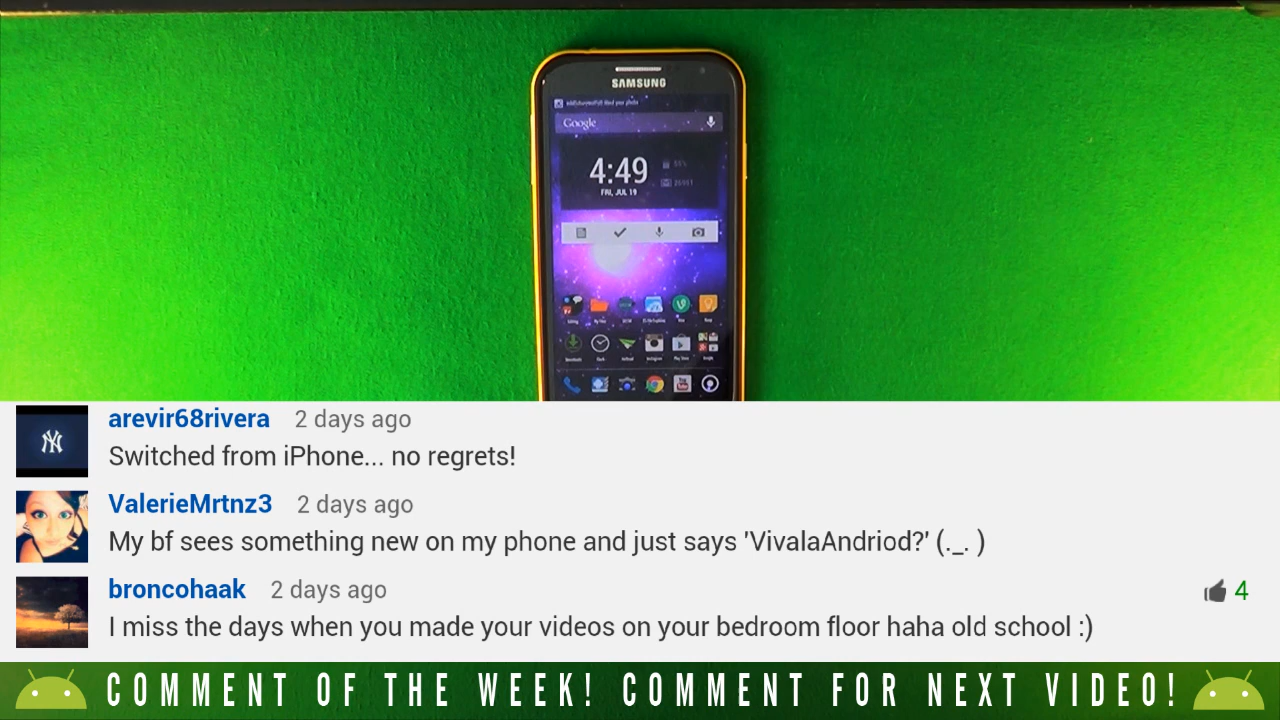 SAMSUNG
Google
4:49
FRI, JUL 19
55%
arevir68rivera 2 days ago
Switched from iPhone... no regrets!
ValerieMrtnz3 2 days ago
My bf sees something new on my phone and just says 'VivalaAndriod?' (._. )
broncohaak 2 days ago
4
I miss the days when you made your videos on your bedroom floor haha old school :)
COMMENT OF THE WEEK! COMMENT FOR NEXT VIDEO!